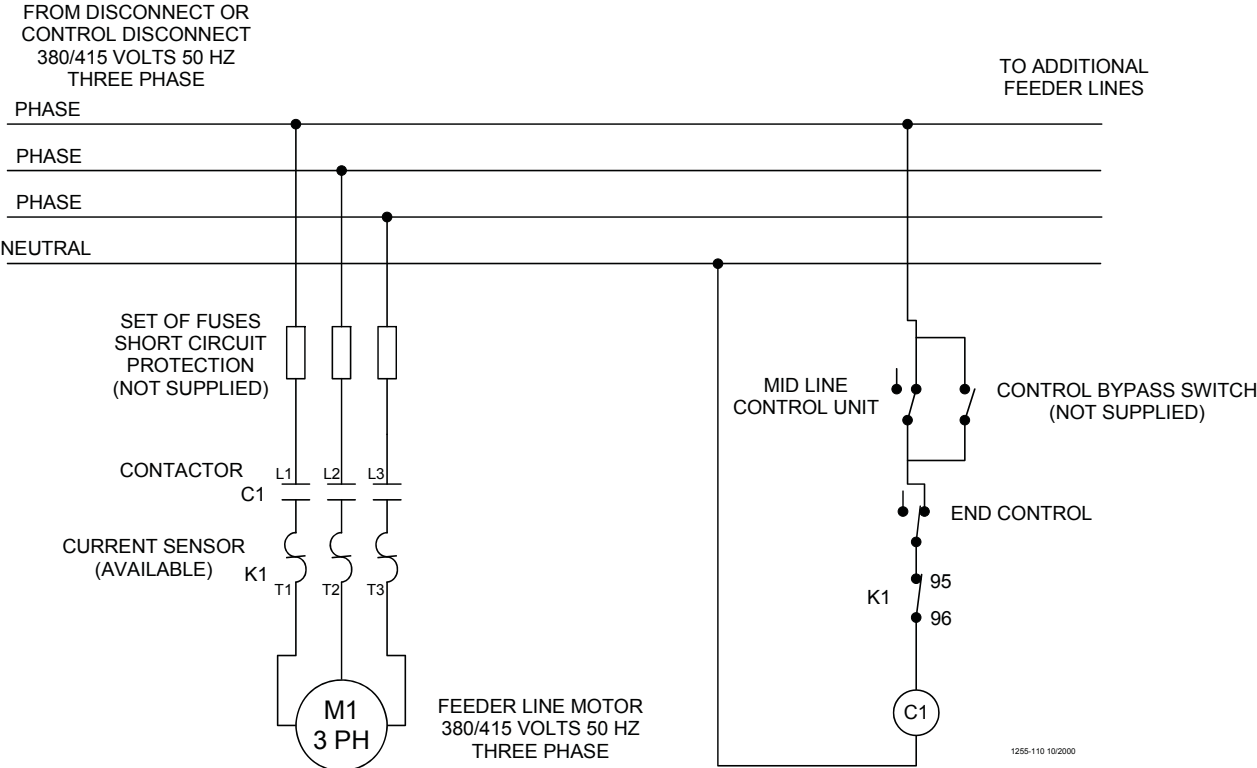 FROM DISCONNECT OR
CONTROL DISCONNECT
380/415 VOLTS 50 HZ
THREE PHASE
TO ADDITIONAL
FEEDER LINES
PHASE
PHASE
PHASE
NEUTRAL
SET OF FUSES
SHORT CIRCUIT
PROTECTION
(NOT SUPPLIED)
MID LINE
CONTROL UNIT
CONTROL BYPASS SWITCH
(NOT SUPPLIED)
CONTACTOR
C1
L1
L2
L3
END CONTROL
CURRENT SENSOR
(AVAILABLE)
K1
T1
T2
T3
K1
95
96
M1
3 PH
FEEDER LINE MOTOR
380/415 VOLTS 50 HZ
THREE PHASE
C1
1255-110 10/2000